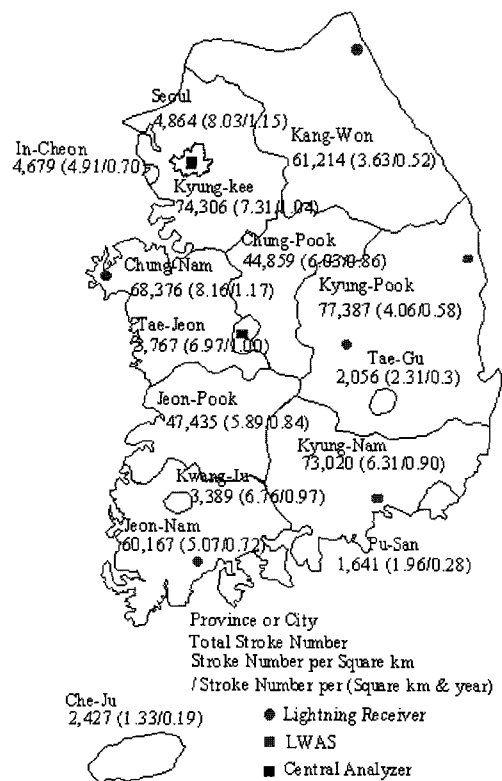 Seoul
4,864 (8.03/1.15)
In-Cheon
4,679 (4.91/0.70)
Kang-Won
61,214 (3.63/0.52)
Kyung-kee
74,306 (7.31/1.04)
Chung-Pook
44,859 (6.03/0.86)
Chung-Nam
68,376 (8.16/1.17)
Kyung-Pook
77,387 (4.06/0.58)
Tae-Jeon
3,767 (6.97/1.00)
Tae-Gu
2,056 (2.31/0.3)
Jeon-Pook
47,435 (5.89/0.84)
Kyung-Nam
73,020 (6.31/0.90)
Kwang-Ju
3,389 (6.76/0.97)
Jeon-Nam
60,167 (5.07/0.72)
Pu-San
1,641 (1.96/0.28)
Province or City
Total Stroke Number
Stroke Number per Square km
/ Stroke Number per (Square km & year)
Che-Ju
2,427 (1.33/0.19)
Lightning Receiver
LWAS
Central Analyzer